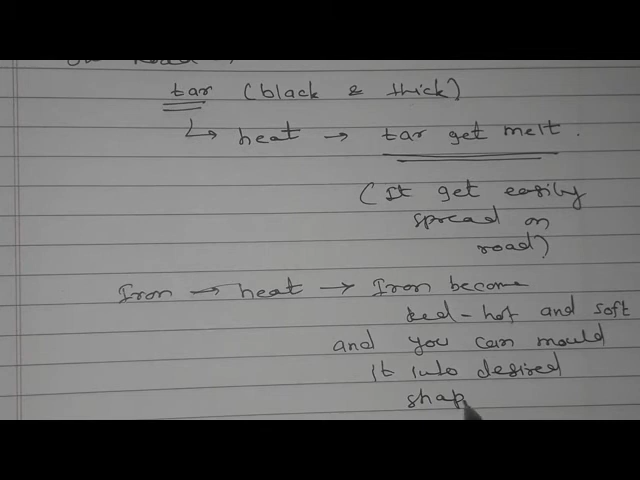 tar (black & thick)
↳ heat → tar get melt.
(It get easily
spread on
road)
Iron → heat → Iron become
red-hot and soft
and you can mould
it into desired
shap